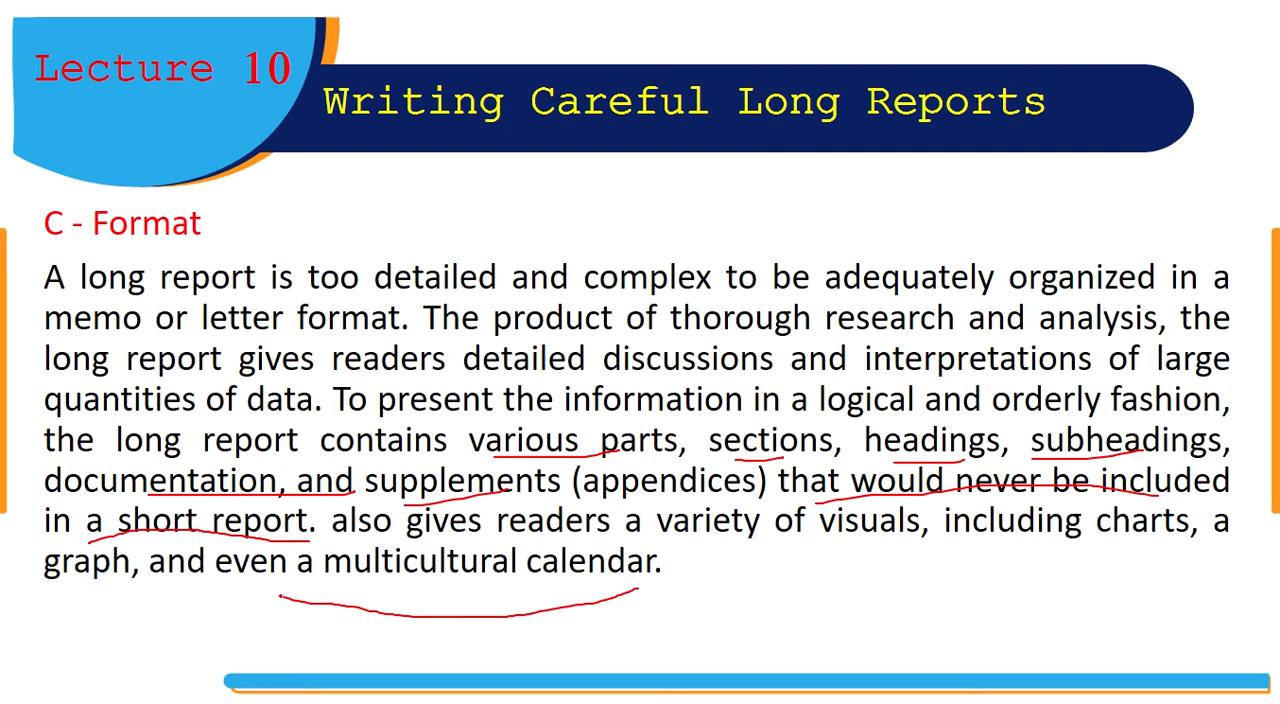 Lecture 10
Writing Careful Long Reports
C - Format
A long report is too detailed and complex to be adequately organized in a
memo or letter format. The product of thorough research and analysis, the
long report gives readers detailed discussions and interpretations of large
quantities of data. To present the information in a logical and orderly fashion,
the long report contains various parts, sections, headings, subheadings,
documentation, and supplements (appendices) that would never be included
in a short report. also gives readers a variety of visuals, including charts, a
graph, and even a multicultural calendar.